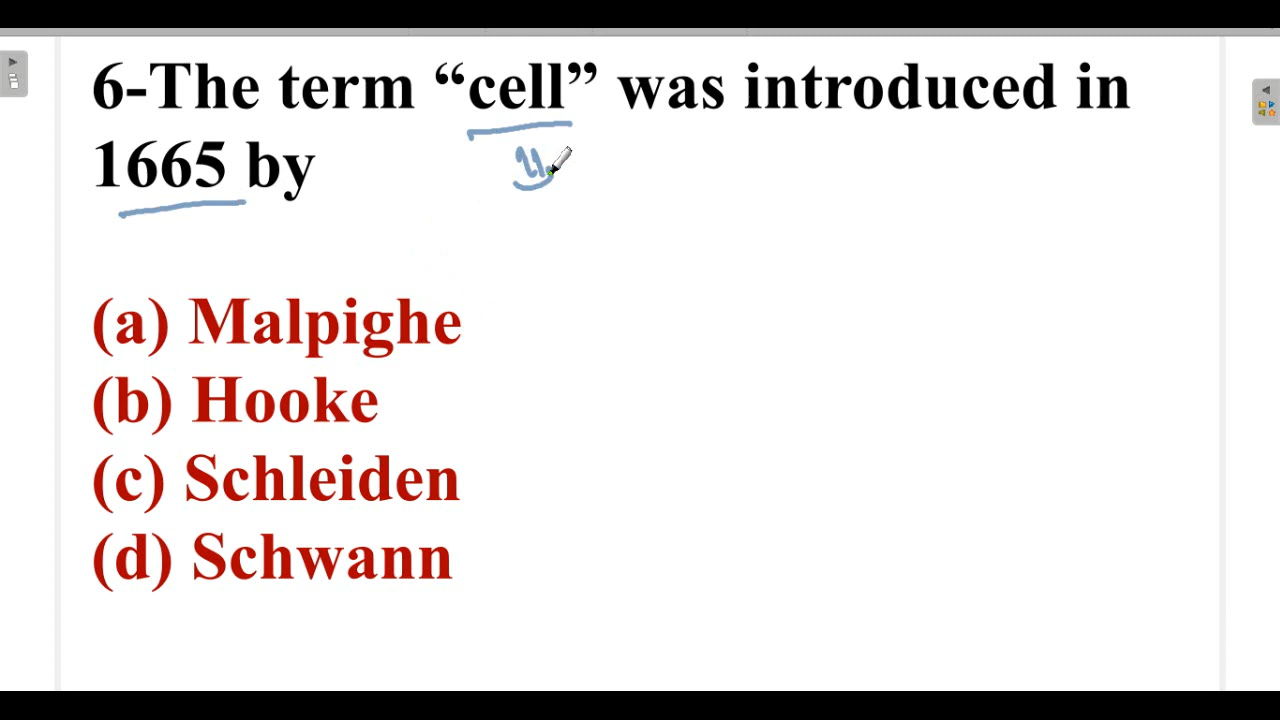 6-The term “cell” was introduced in
1665 by
(a) Malpighe
(b) Hooke
(c) Schleiden
(d) Schwann